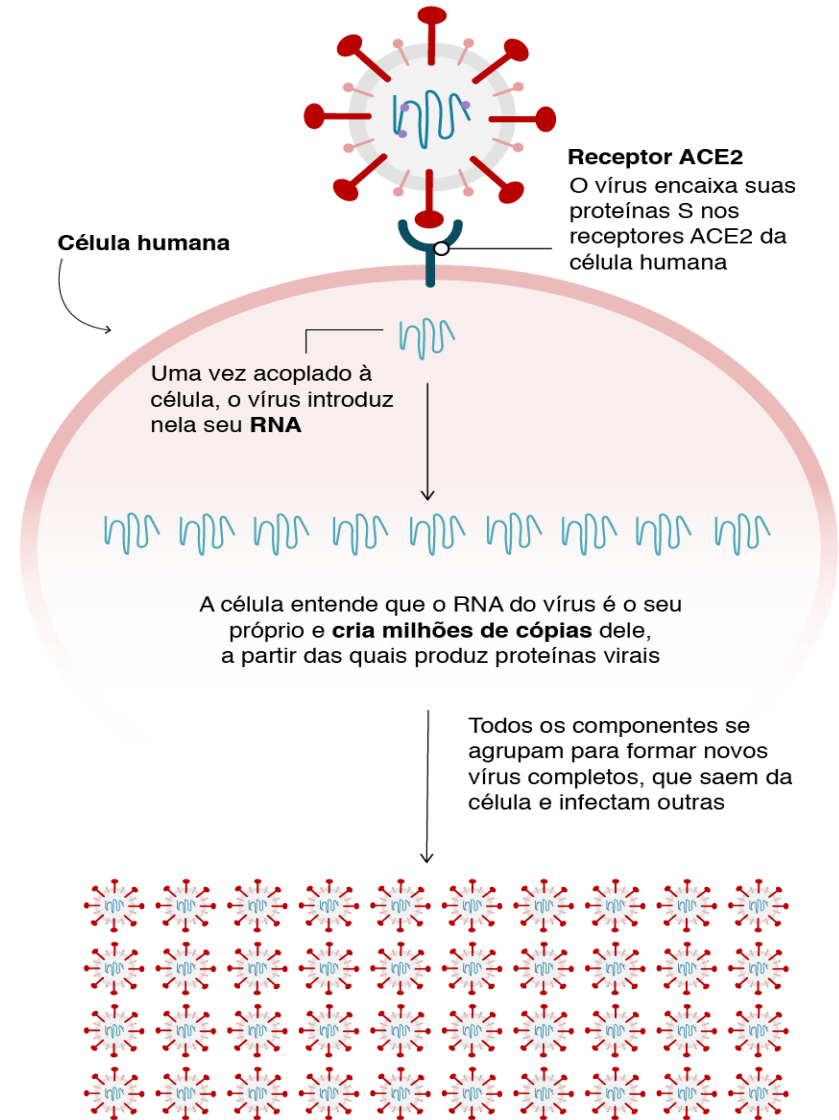 Receptor ACE2
O vírus encaixa suas
proteínas S nos
receptores ACE2 da
célula humana
Célula humana
Uma vez acoplado à
célula, o vírus introduz
nela seu RNA
A célula entende que o RNA do vírus é o seu
próprio e cria milhões de cópias dele,
a partir das quais produz proteínas virais
Todos os componentes se
agrupam para formar novos
vírus completos, que saem da
célula e infectam outras